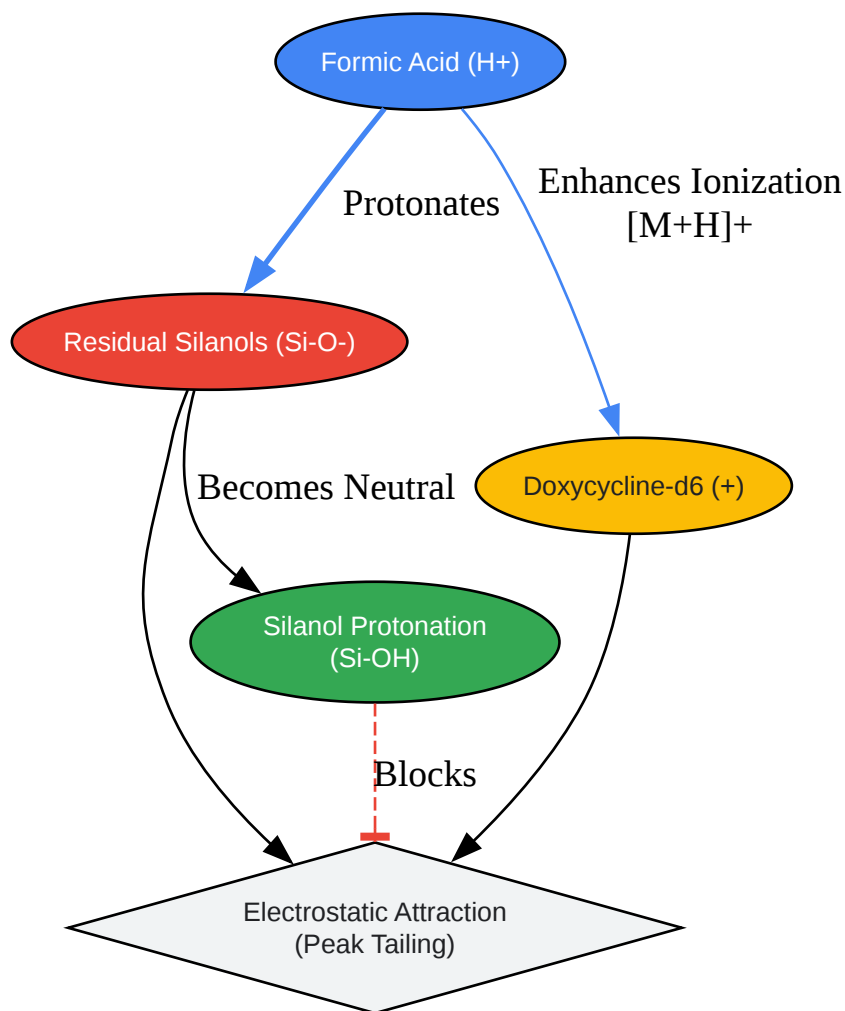 Formic Acid (H+)
Protonates
Enhances Ionization
[M+H]+
Residual Silanols (Si-O-)
Becomes Neutral
Doxycycline-d6 (+)
Silanol Protonation
(Si-OH)
Blocks
Electrostatic Attraction
(Peak Tailing)